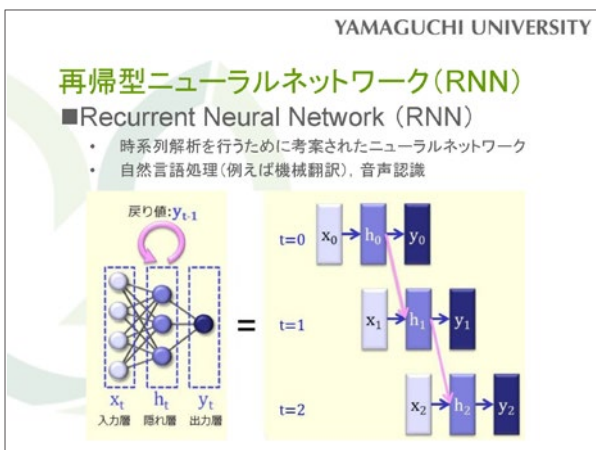 YAMAGUCHI UNIVERSITY
再帰型ニューラルネットワーク(RNN)
■Recurrent Neural Network (RNN)
• 時系列解析を行うために考案されたニューラルネットワーク
• 自然言語処理(例えば機械翻訳), 音声認識
戻り値:yₜ₋₁
xₜ hₜ yₜ
入力層 隠れ層 出力層
=
t=0 x₀ h₀ y₀
t=1 x₁ h₁ y₁
t=2 x₂ h₂ y₂